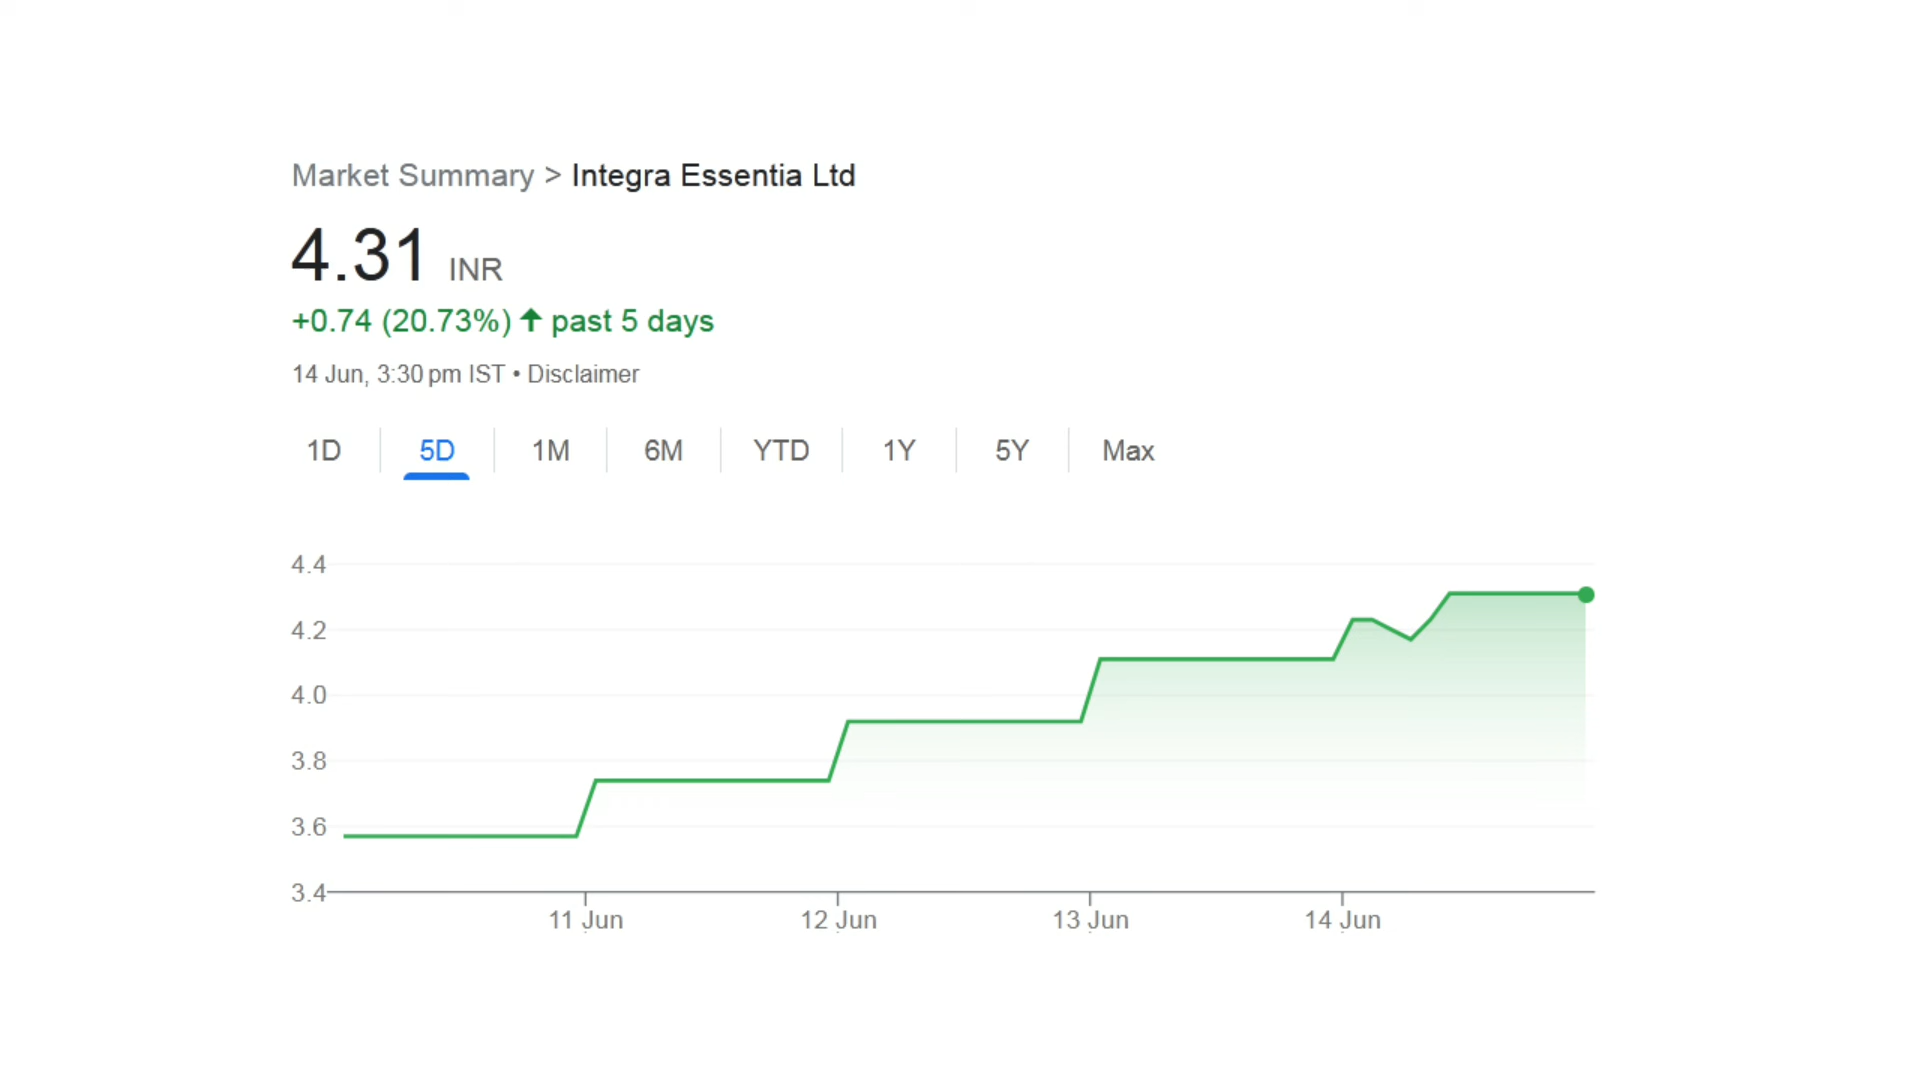 Market Summary > Integra Essentia Ltd
4.31 INR
+0.74 (20.73%) ↑ past 5 days
14 Jun, 3:30 pm IST • Disclaimer
1D 5D 1M 6M YTD 1Y 5Y Max
4.4
4.2
4.0
3.8
3.6
3.4
11 Jun 12 Jun 13 Jun 14 Jun